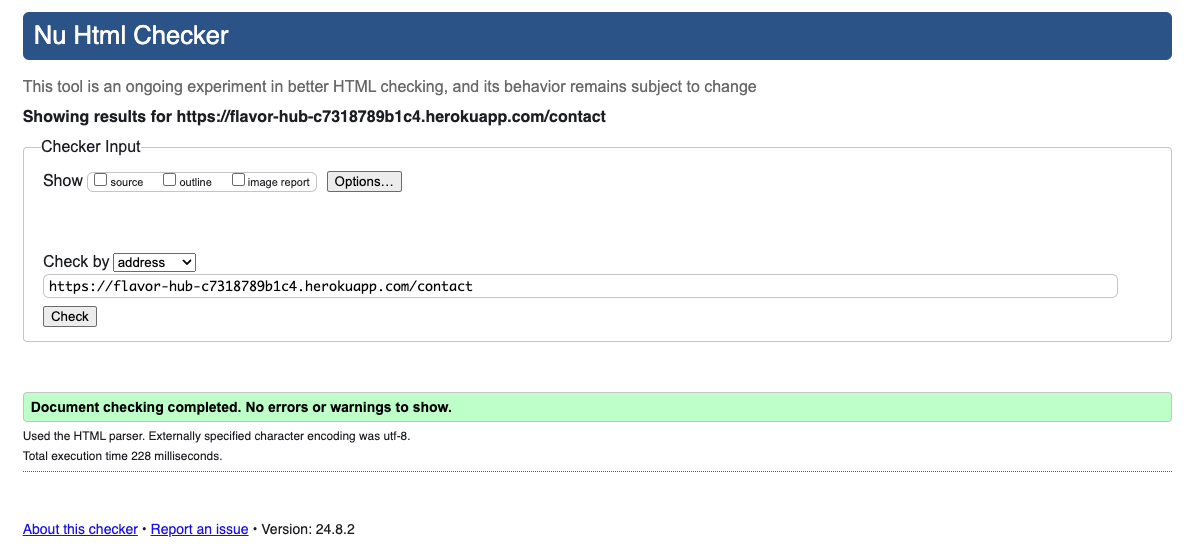 Nu Html Checker
This tool is an ongoing experiment in better HTML checking, and its behavior remains subject to change
Showing results for https://flavor-hub-c7318789b1c4.herokuapp.com/contact
Checker Input
Show source outline image report Options...
Check by address
https://flavor-hub-c7318789b1c4.herokuapp.com/contact
Check
Document checking completed. No errors or warnings to show.
Used the HTML parser. Externally specified character encoding was utf-8.
Total execution time 228 milliseconds.
About this checker • Report an issue • Version: 24.8.2